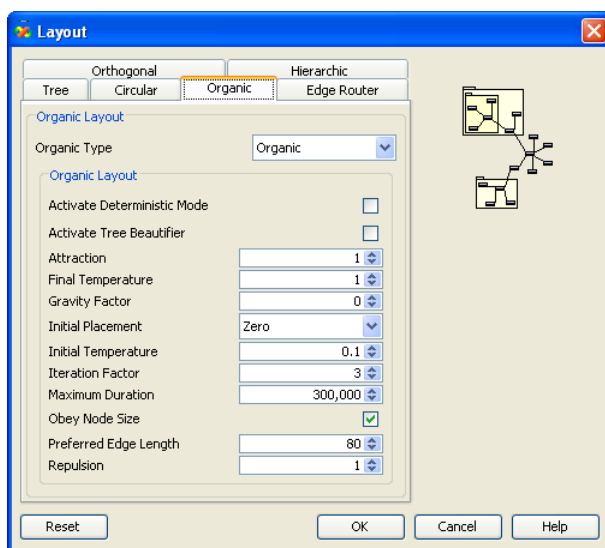 Layout
Orthogonal Hierarchic
Tree Circular Organic Edge Router
Organic Layout
Organic Type Organic
Organic Layout
Activate Deterministic Mode
Activate Tree Beautifier
Attraction 1
Final Temperature 1
Gravity Factor 0
Initial Placement Zero
Initial Temperature 0.1
Iteration Factor 3
Maximum Duration 300,000
Obey Node Size
Preferred Edge Length 80
Repulsion 1
Reset OK Cancel Help